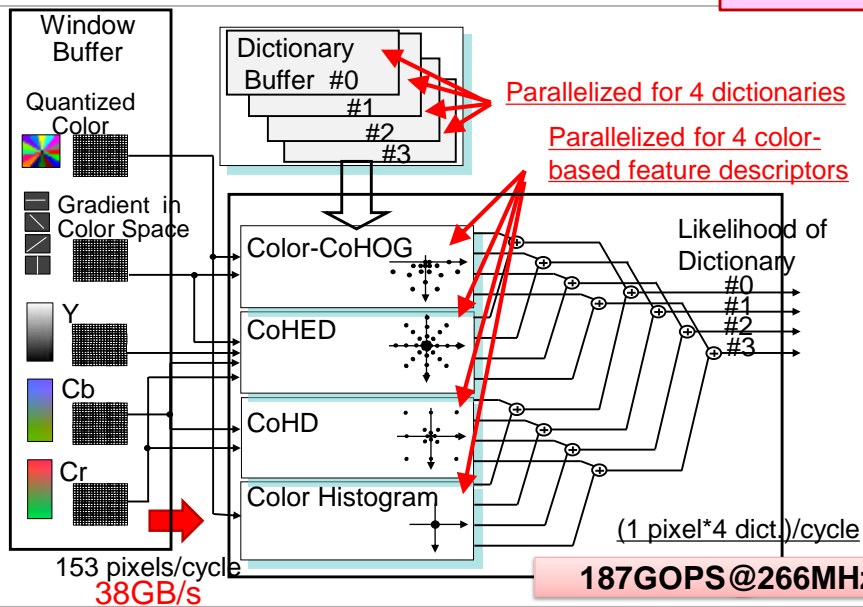 Window
Buffer
Quantized
Color
Gradient in
Color Space
Y
Cb
Cr
153 pixels/cycle
38GB/s
Dictionary
Buffer #0
#1
#2
#3
Parallelized for 4 dictionaries
Parallelized for 4 color-
based feature descriptors
Color-CoHOG
CoHED
CoHD
Color Histogram
Likelihood of
Dictionary
#0
#1
#2
#3
(1 pixel*4 dict.)/cycle
187GOPS@266MHz